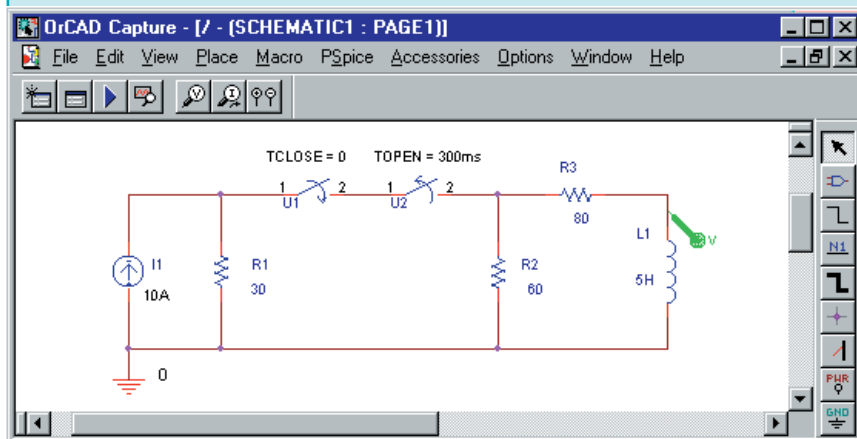 OrCAD Capture - [/ - (SCHEMATIC1 : PAGE1)]
File Edit View Place Macro PSpice Accessories Options Window Help
TCLOSE = 0 TOPEN = 300ms
R3
1 2 1 2
U1 U2
80
L1
V
N1
I1
R1
R2
5H
10A
30
60
0
PWR
GND